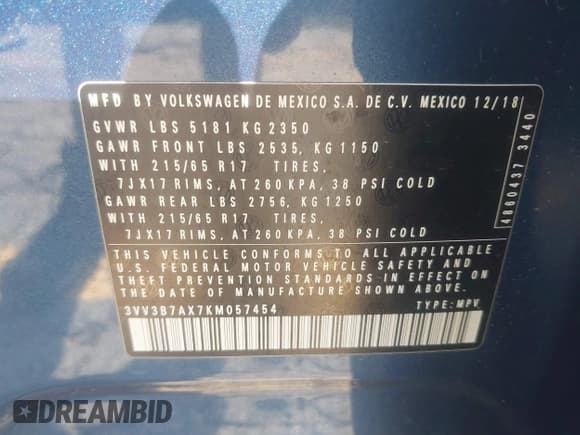 MFD BY VOLKSWAGEN DE MEXICO S.A. DE C.V. MEXICO 12/18
GVWR LBS 5181 KG 2350
GAWR FRONT LBS 2535, KG 1150
WITH 215/65 R17 TIRES,
7JX17 RIMS, AT 260 KPA, 38 PSI COLD
GAWR REAR LBS 2756, KG 1250
WITH 215/65 R17 TIRES,
7JX17 RIMS, AT 260 KPA, 38 PSI COLD
THIS VEHICLE CONFORMS TO ALL APPLICABLE
U.S. FEDERAL MOTOR VEHICLE SAFETY AND
THEFT PREVENTION STANDARDS IN EFFECT ON
THE DATE OF MANUFACTURE SHOWN ABOVE.
3VV3B7AX7KM057454 TYPE: MPV
4860437 3440
DREAMBID